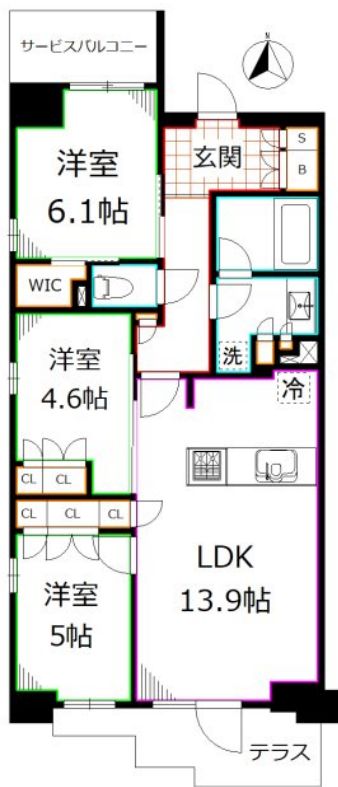 サービスバルコニー
N
洋室
6.1帖
玄関
S
B
WIC
洋室
4.6帖
洗
冷
CL
CL
CL
CL
CL
LDK
13.9帖
洋室
5帖
テラス